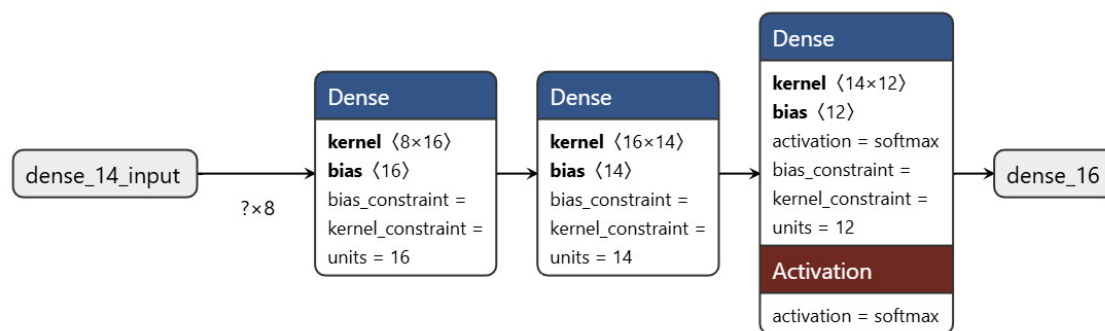 dense_14_input
?×8
Dense
kernel 〈8×16〉
bias 〈16〉
bias_constraint =
kernel_constraint =
units = 16
Dense
kernel 〈16×14〉
bias 〈14〉
bias_constraint =
kernel_constraint =
units = 14
Dense
kernel 〈14×12〉
bias 〈12〉
activation = softmax
bias_constraint =
kernel_constraint =
units = 12
Activation
activation = softmax
dense_16